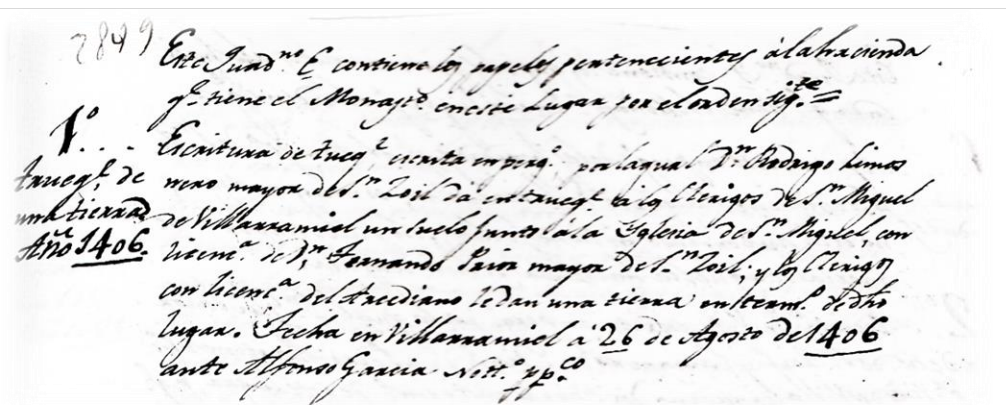 2849
Este Quad.no E contiene los papeles pertenecientes à la hacienda
q.e tiene el Monast.o en este Lugar por el orden sig.te =
1.o ..
trueq.e de
una tierra
Año 1406.
Escritura de trueq.e escrita en perg.o por la qual D.n Rodrigo Limos
nero mayor de S.n Zoil da en trueq.e à los Clerigos de S.n Miguel
de Villarramiel un suelo junto à la Iglesia de S.n Miguel, con
licenc.a de D.n Fernando Prior mayor de S.n Zoil; y los Clerigos
con licenc.a del Arcediano le dan una tierra en term.o de dho
lugar. Fecha en Villarramiel à 26 de Agosto de 1406
ante Alfonso Garcia Nott.o pp.co